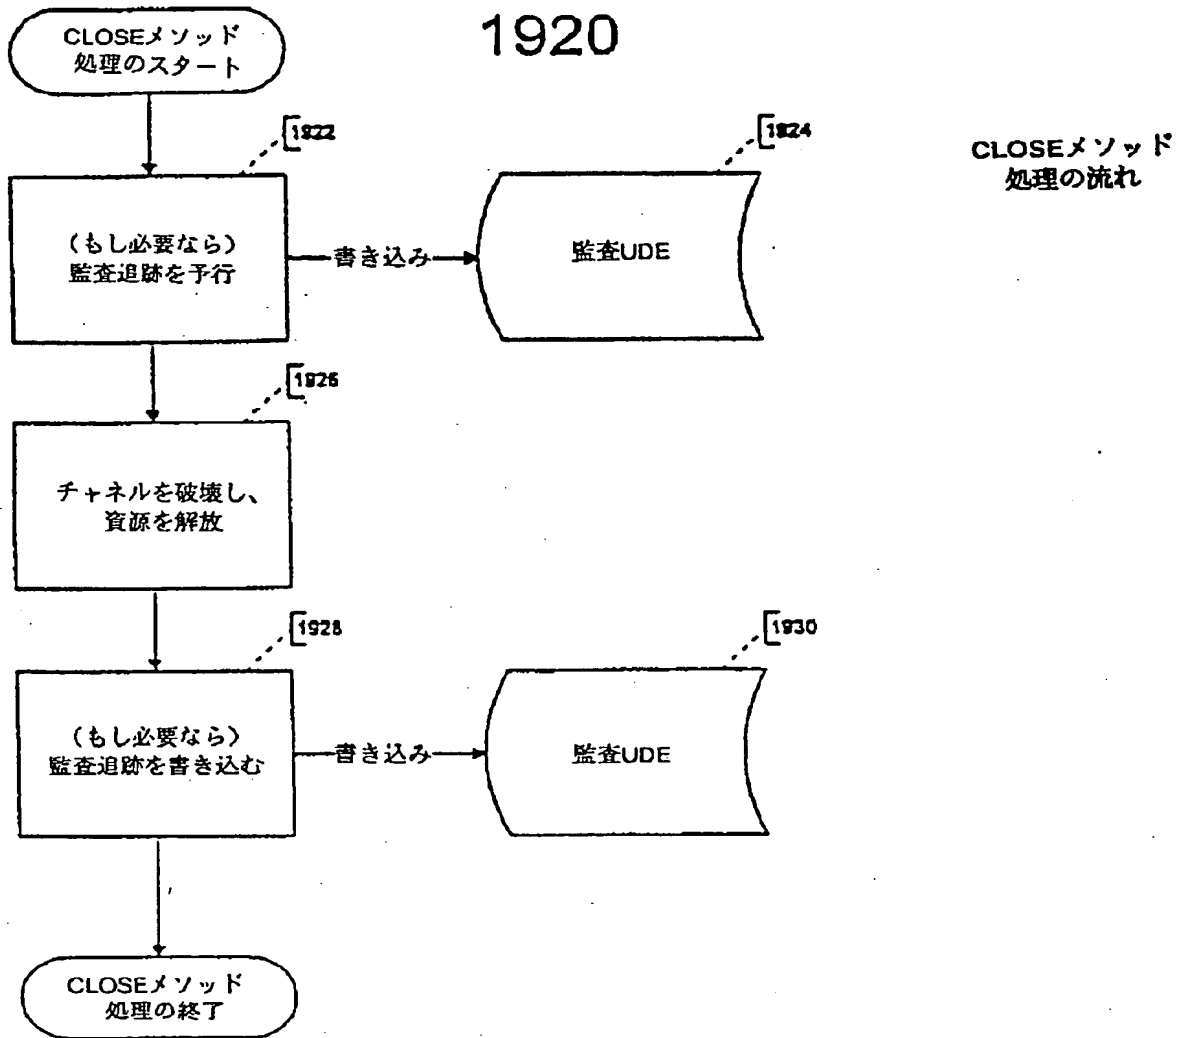 1920
CLOSEメソッド
処理のスタート
CLOSEメソッド
処理の流れ
1922
(もし必要なら)
監査追跡を予行
書き込み
1924
監査UDE
1926
チャネルを破壊し、
資源を解放
1928
(もし必要なら)
監査追跡を書き込む
書き込み
1930
監査UDE
CLOSEメソッド
処理の終了